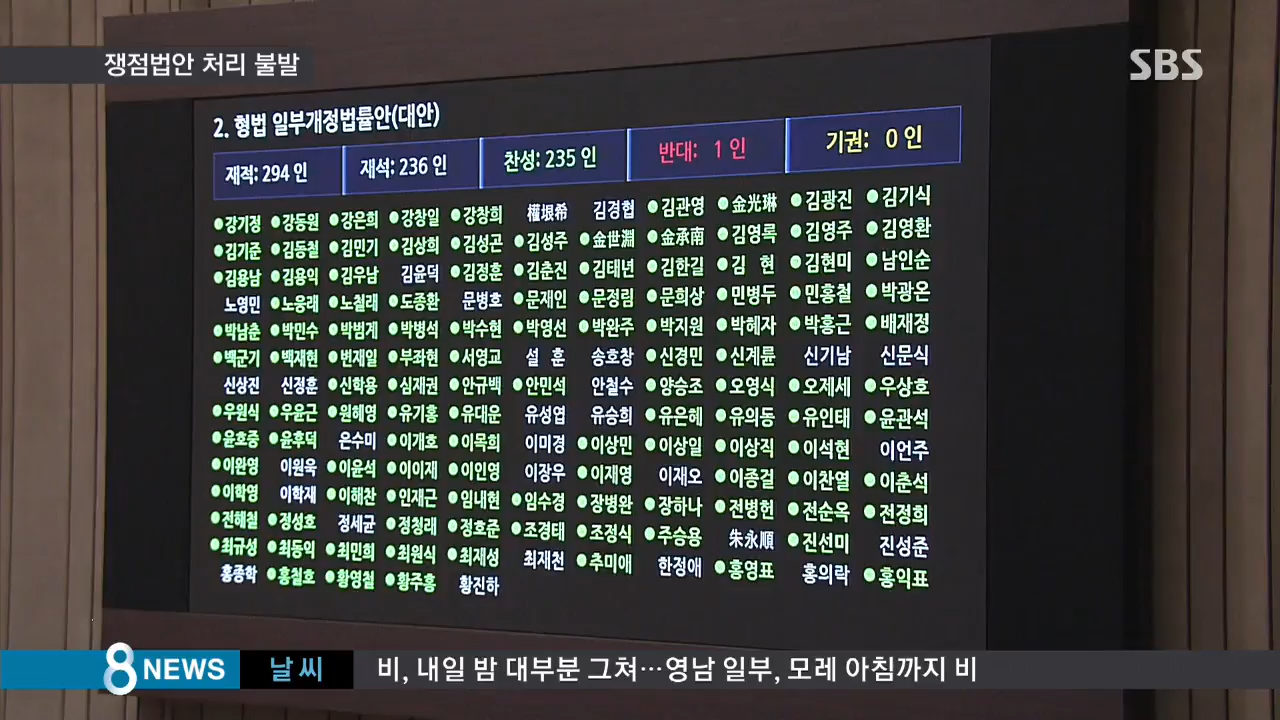 쟁점법안 처리 불발
SBS
2. 형법 일부개정법률안(대안)
재적: 294 인 재석: 236 인 찬성: 235 인 반대: 1 인 기권: 0 인
강기정 강동원 강은희 강창일 강창희 權垠希 김경협 김관영 金光琳 김광진 김기식
김기준 김동철 김민기 김상희 김성곤 김성주 金世淵 金承南 김영록 김영주 김영환
김용남 김용익 김우남 김윤덕 김정훈 김춘진 김태년 김한길 김 현 김현미 남인순
노영민 노웅래 노철래 도종환 문병호 문재인 문정림 문희상 민병두 민홍철 박광온
박남춘 박민수 박범계 박병석 박수현 박영선 박완주 박지원 박혜자 박홍근 배재정
백군기 백재현 변재일 부좌현 서영교 설 훈 송호창 신경민 신계륜 신기남 신문식
신상진 신정훈 신학용 심재권 안규백 안민석 안철수 양승조 오영식 오제세 우상호
우원식 우윤근 원혜영 유기홍 유대운 유성엽 유승희 유은혜 유의동 유인태 윤관석
윤호중 윤후덕 은수미 이개호 이목희 이미경 이상민 이상일 이상직 이석현 이언주
이완영 이원욱 이윤석 이이재 이인영 이장우 이재영 이재오 이종걸 이찬열 이춘석
이학영 이학재 이해찬 인재근 임내현 임수경 장병완 장하나 전병헌 전순옥 전정희
전해철 정성호 정세균 정청래 정호준 조경태 조정식 주승용 朱永順 진선미 진성준
최규성 최동익 최민희 최원식 최재성 최재천 추미애 한정애 홍영표 홍의락 홍익표
홍종학 홍철호 황영철 황주홍 황진하
8 NEWS 날씨 비, 내일 밤 대부분 그쳐…영남 일부, 모레 아침까지 비